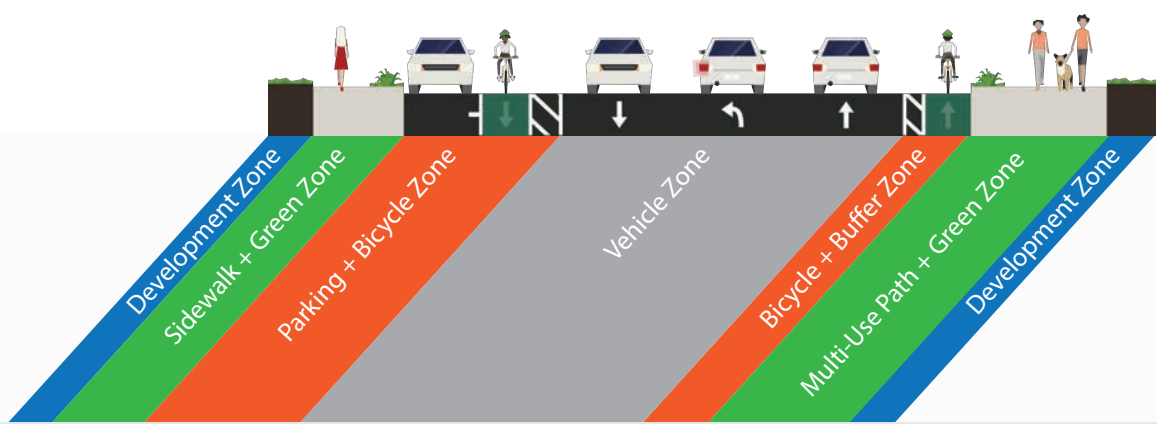 Development Zone
Sidewalk + Green Zone
Parking + Bicycle Zone
Vehicle Zone
Bicycle + Buffer Zone
Multi-Use Path + Green Zone
Development Zone